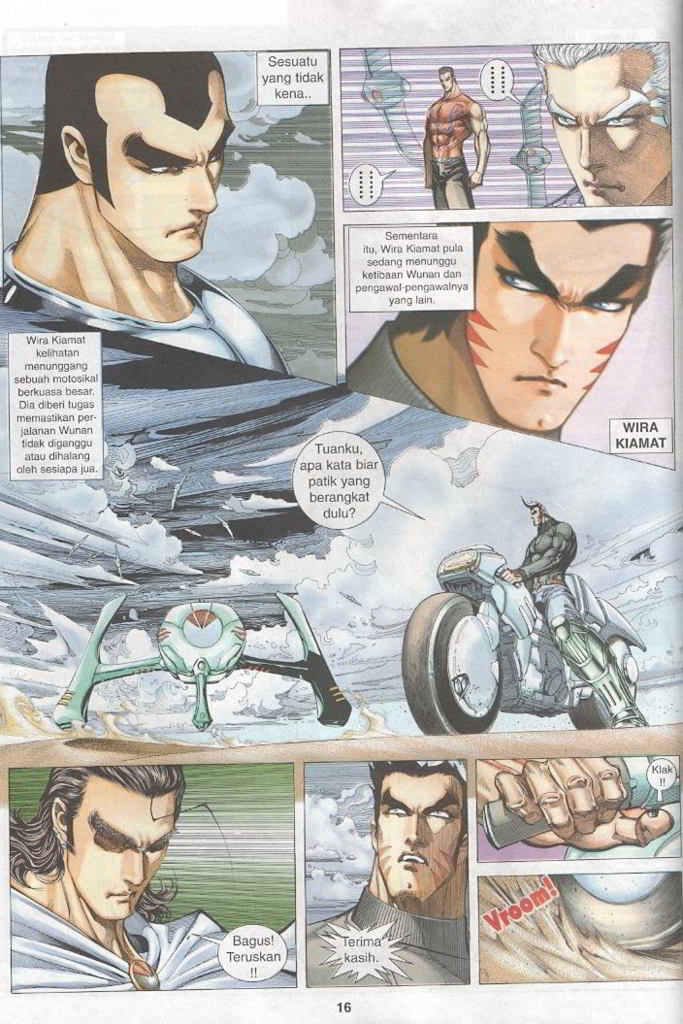 Sesuatu
yang tidak
kena..
Sementara
itu, Wira Kiamat pula
sedang menunggu
ketibaan Wunan dan
pengawal-pengawalnya
yang lain.
WIRA
KIAMAT
Wira Kiamat
kelihatan
menunggang
sebuah motosikal
berkuasa besar.
Dia diberi tugas
memastikan per-
jalanan Wunan
tidak diganggu
atau dihalang
oleh sesiapa jua.
Tuanku,
apa kata biar
patik yang
berangkat
dulu?
Bagus!
Teruskan
!!
Terima
kasih.
Klak
!!
Vroom!
16